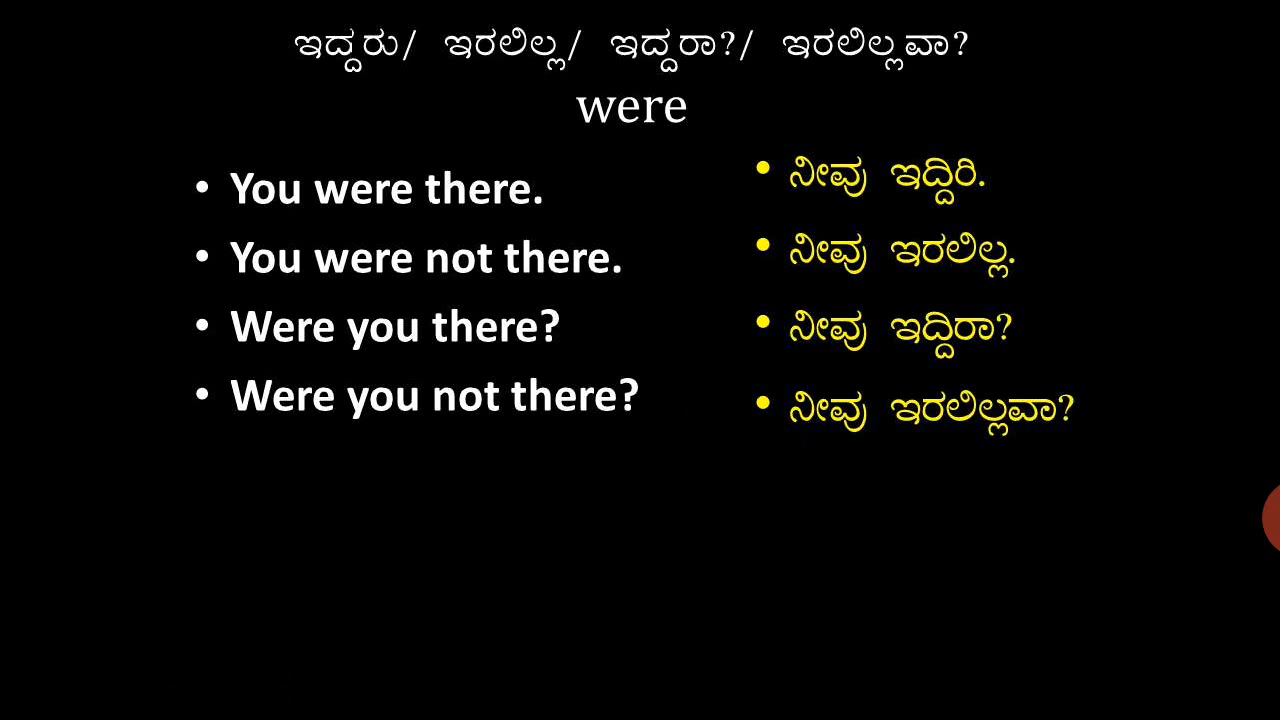 ಇದ್ದರು/ ಇರಲಿಲ್ಲ/ ಇದ್ದರಾ?/ ಇರಲಿಲ್ಲವಾ?
were
• You were there.
• You were not there.
• Were you there?
• Were you not there?
• ನೀವು ಇದ್ದಿರಿ.
• ನೀವು ಇರಲಿಲ್ಲ.
• ನೀವು ಇದ್ದಿರಾ?
• ನೀವು ಇರಲಿಲ್ಲವಾ?